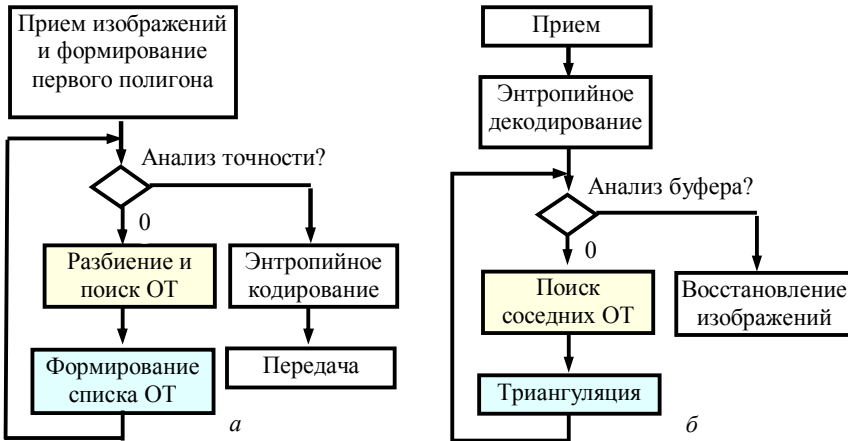 Прием изображений
и формирование
первого полигона
Анализ точности?
0
Разбиение и
поиск ОТ
Энтропийное
кодирование
Формирование
списка ОТ
Передача
а
Прием
Энтропийное
декодирование
Анализ буфера?
0
Поиск
соседних ОТ
Восстановление
изображений
Триангуляция
б